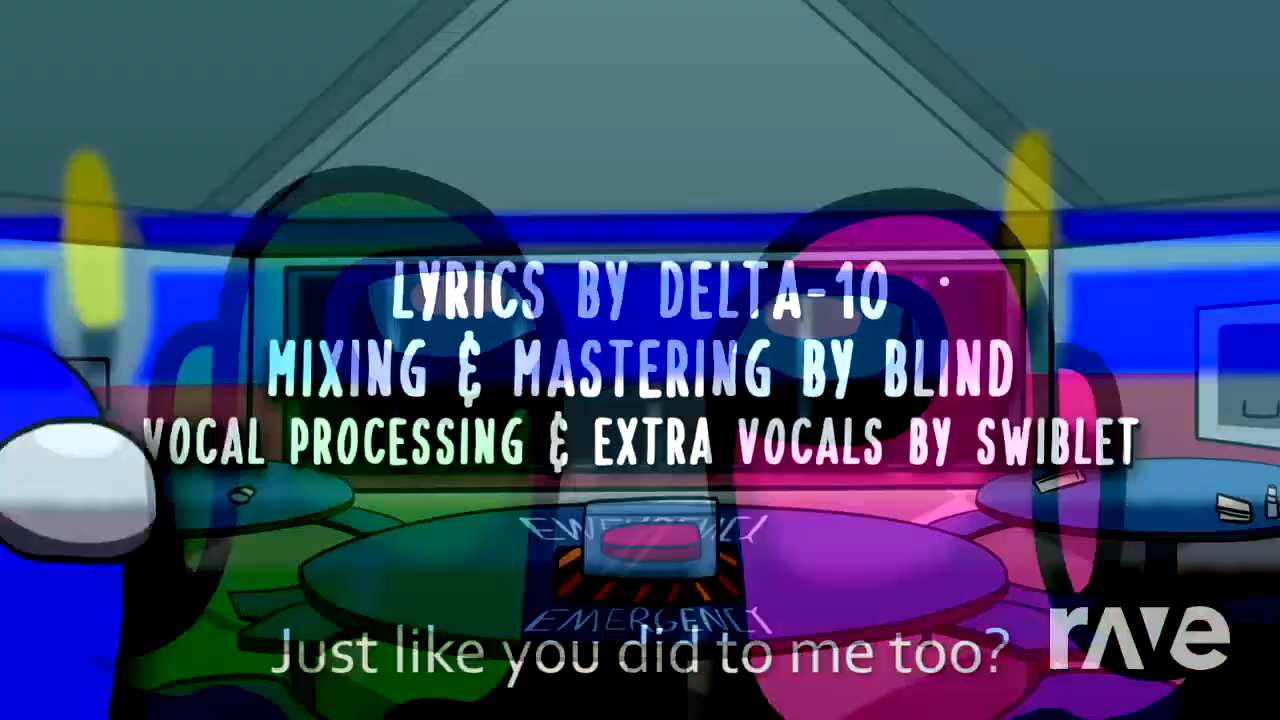 LYRICS BY DELTA-10
MIXING & MASTERING BY BLIND
VOCAL PROCESSING & EXTRA VOCALS BY SWIBLET
EMERGENCY
EMERGENCY
Just like you did to me too?
rave